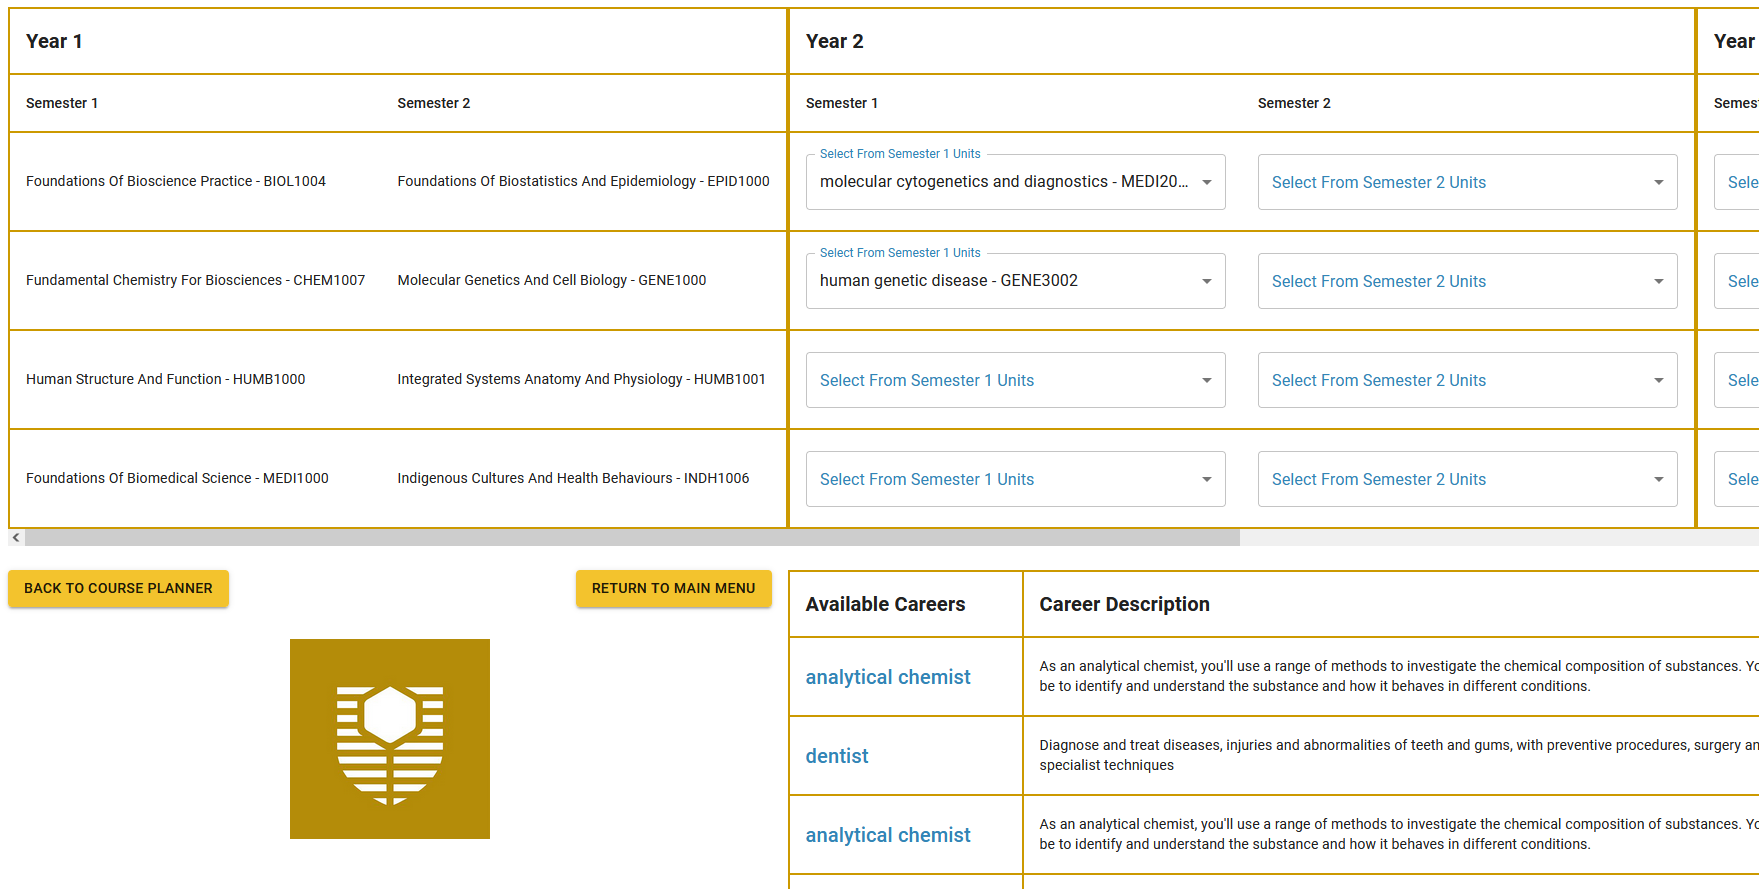 Year 1
Year 2
Year
Semester 1
Semester 2
Semester 1
Semester 2
Semes
Foundations Of Bioscience Practice - BIOL1004
Foundations Of Biostatistics And Epidemiology - EPID1000
Select From Semester 1 Units
molecular cytogenetics and diagnostics - MEDI20...
Select From Semester 2 Units
Sele
Fundamental Chemistry For Biosciences - CHEM1007
Molecular Genetics And Cell Biology - GENE1000
Select From Semester 1 Units
human genetic disease - GENE3002
Select From Semester 2 Units
Sele
Human Structure And Function - HUMB1000
Integrated Systems Anatomy And Physiology - HUMB1001
Select From Semester 1 Units
Select From Semester 2 Units
Sele
Foundations Of Biomedical Science - MEDI1000
Indigenous Cultures And Health Behaviours - INDH1006
Select From Semester 1 Units
Select From Semester 2 Units
Sele
BACK TO COURSE PLANNER
RETURN TO MAIN MENU
Available Careers
Career Description
analytical chemist
As an analytical chemist, you'll use a range of methods to investigate the chemical composition of substances. Yo
be to identify and understand the substance and how it behaves in different conditions.
dentist
Diagnose and treat diseases, injuries and abnormalities of teeth and gums, with preventive procedures, surgery an
specialist techniques
analytical chemist
As an analytical chemist, you'll use a range of methods to investigate the chemical composition of substances. Yo
be to identify and understand the substance and how it behaves in different conditions.